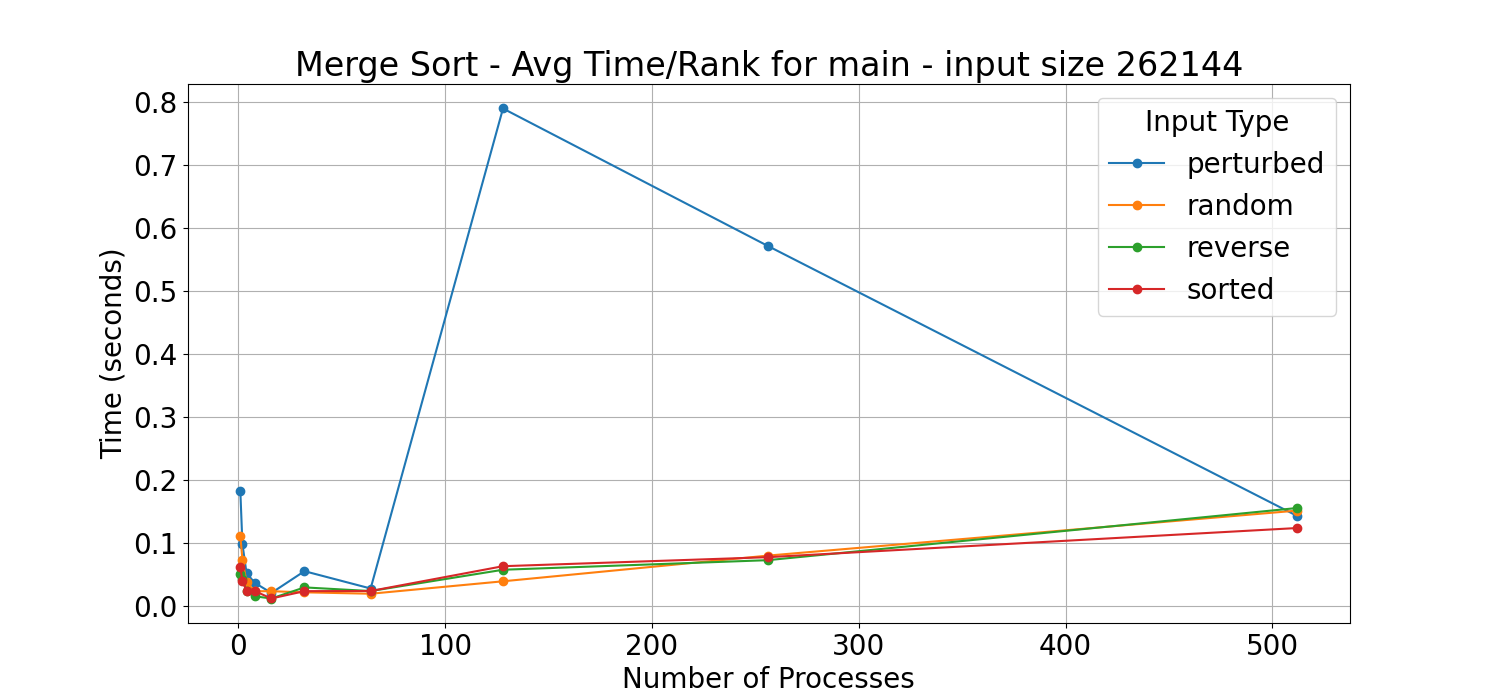 Merge Sort - Avg Time/Rank for main - input size 262144
Time (seconds)
0.8
0.7
0.6
0.5
0.4
0.3
0.2
0.1
0.0
Input Type
perturbed
random
reverse
sorted
0 100 200 300 400 500
Number of Processes